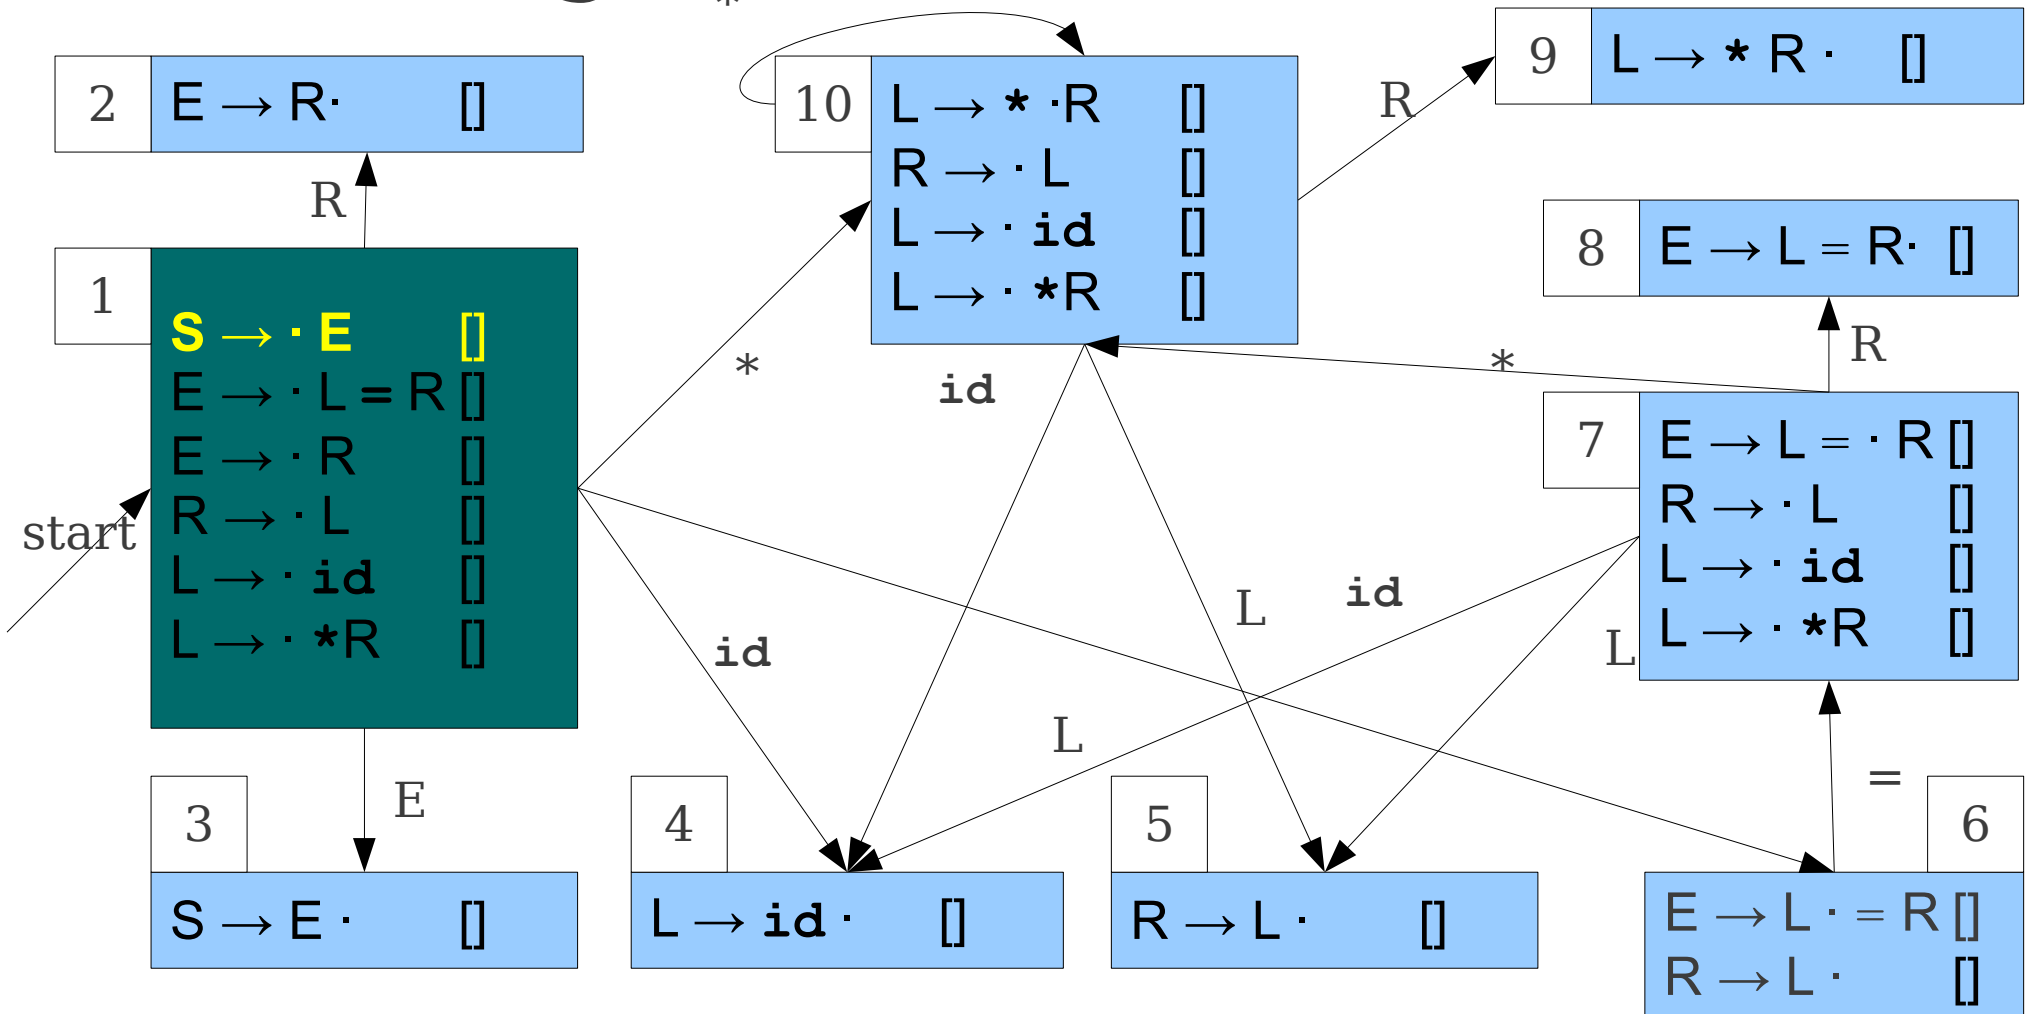 *
2
E → R· []
R
1
S → · E []
E → · L = R []
E → · R []
R → · L []
L → · id []
L → · *R []
start
E
3
S → E · []
10
L → * ·R []
R → · L []
L → · id []
L → · *R []
*
id
id
4
L → id · []
L
L
id
5
R → L · []
R
9
L → * R · []
8
E → L = R· []
R
*
7
E → L = · R []
R → · L []
L → · id []
L → · *R []
L
=
6
E → L · = R []
R → L · []